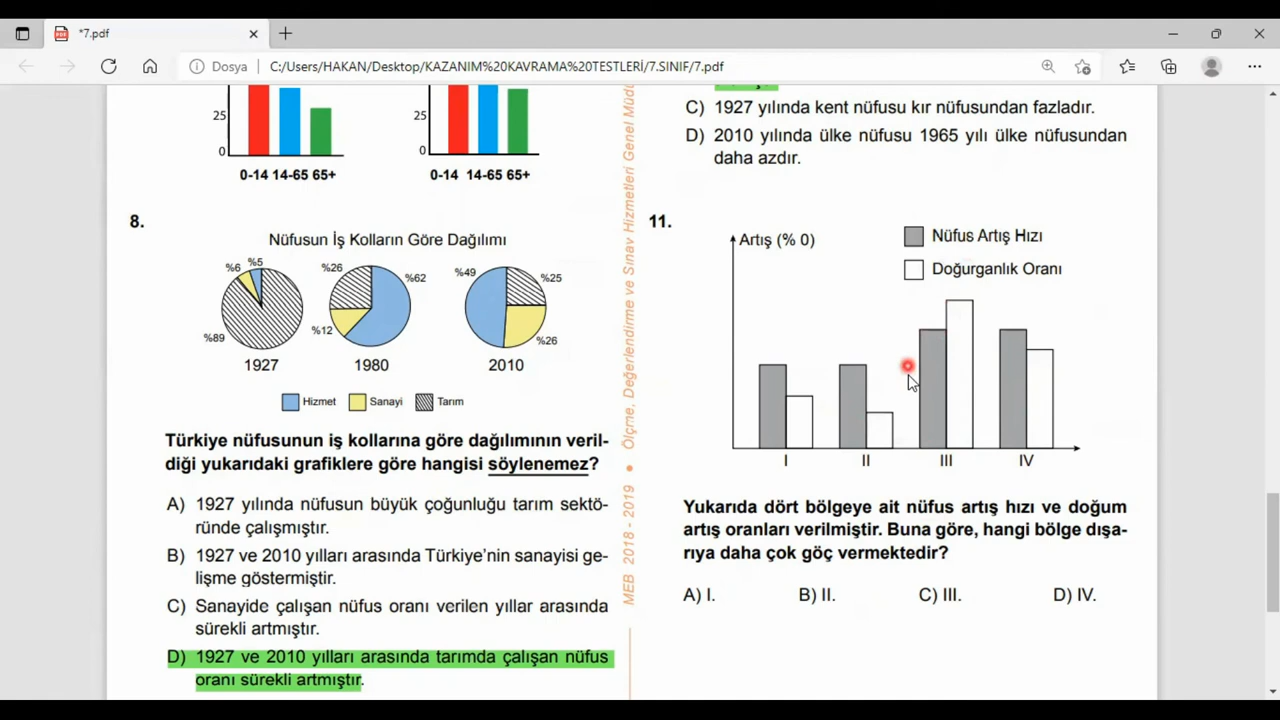 *7.pdf
Dosya
C:/Users/HAKAN/Desktop/KAZANIM%20KAVRAMA%20TESTLERİ/7.SINIF/7.pdf
25
0
0-14 14-65 65+
25
0
0-14 14-65 65+
8.
Nüfusun İş Kolların Göre Dağılımı
%6
%5
%89
1927
%26
%62
%12
1980
%49
%25
%26
2010
Hizmet
Sanayi
Tarım
Türkiye nüfusunun iş kollarına göre dağılımının veril-
diği yukarıdaki grafiklere göre hangisi söylenemez?
A) 1927 yılında nüfusun büyük çoğunluğu tarım sektö-
ründe çalışmıştır.
B) 1927 ve 2010 yılları arasında Türkiye'nin sanayisi ge-
lişme göstermiştir.
C) Sanayide çalışan nüfus oranı verilen yıllar arasında
sürekli artmıştır.
D) 1927 ve 2010 yılları arasında tarımda çalışan nüfus
oranı sürekli artmıştır.
MEB 2018 - 2019 ● Ölçme, Değerlendirme ve Sınav Hizmetleri Genel
C) 1927 yılında kent nüfusu kır nüfusundan fazladır.
D) 2010 yılında ülke nüfusu 1965 yılı ülke nüfusundan
daha azdır.
11.
Artış (% 0)
Nüfus Artış Hızı
Doğurganlık Oranı
I
II
III
IV
Yukarıda dört bölgeye ait nüfus artış hızı ve doğum
artış oranları verilmiştir. Buna göre, hangi bölge dışa-
rıya daha çok göç vermektedir?
A) I.
B) II.
C) III.
D) IV.